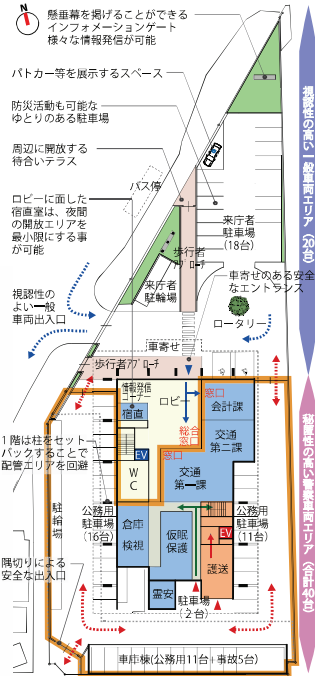 N
懸垂幕を掲げることができる
インフォメーションゲート
様々な情報発信が可能
パトカー等を展示するスペース
防災活動も可能な
ゆとりのある駐車場
周辺に開放する
待合いテラス
バス停
ロビーに面した
宿直室は、夜間
の開放エリアを
最小限にする事
が可能
来庁者
駐車場
(18台)
歩行者
ｱﾌﾟﾛｰﾁ
来庁者
駐輪場
車寄せのある安全
なエントランス
視認性の
よい一般
車両出入口
ロータリー
車寄せ
歩行者ｱﾌﾟﾛｰﾁ
視認性の高い一般車両エリア（20台）
情報発信
コーナー
ロビー
窓口
宿直
会計課
総合
窓口
交通
第二課
1階は柱をセット
バックすることで
配管エリアを回避
EV
窓口
WC
交通
第一課
駐輪場
公務用
駐車場
(16台)
倉庫
検視
仮眠
保護
EV
公務用
駐車場
(11台)
護送
隅切りによる
安全な出入口
霊安
駐車場
(2台)
車庫棟(公務用11台+事故5台)
秘匿性の高い警察車両エリア（合計40台）